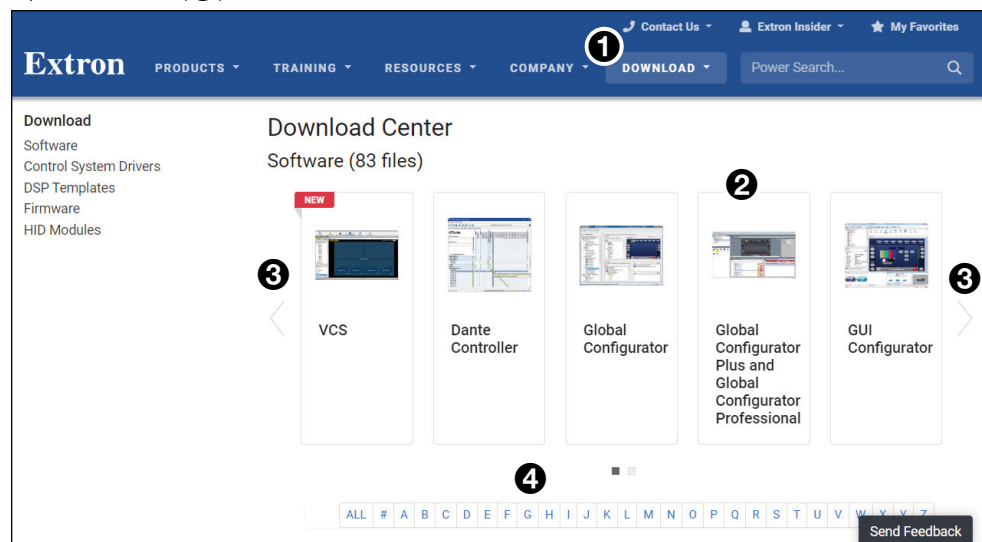 Contact Us
Extron Insider
My Favorites
1
Extron
PRODUCTS
TRAINING
RESOURCES
COMPANY
DOWNLOAD
Power Search...
Download
Software
Control System Drivers
DSP Templates
Firmware
HID Modules
Download Center
Software (83 files)
2
NEW
3
3
VCS
Dante
Controller
Global
Configurator
Global
Configurator
Plus and
Global
Configurator
Professional
GUI
Configurator
4
ALL # A B C D E F G H I J K L M N O P Q R S T U V W X Y Z
Send Feedback